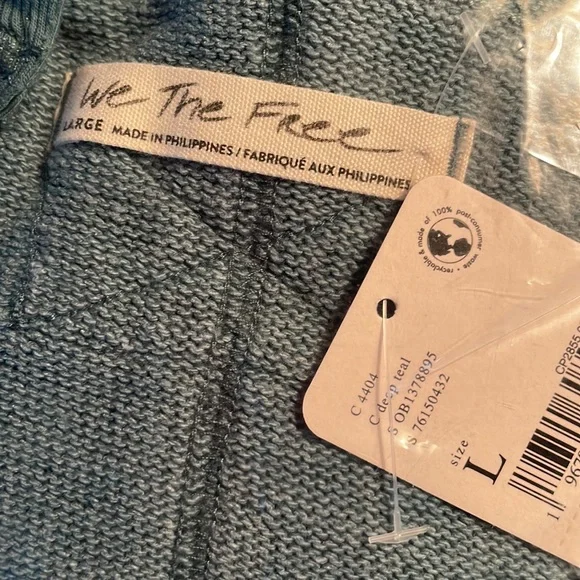 We The Free
LARGE MADE IN PHILIPPINES / FABRIQUÉ AUX PHILIPPINES
recyclable & made of 100% post-consumer waste •
C 4404
C deep teal
S OB1378895
S 76150432
size
L
CP2855